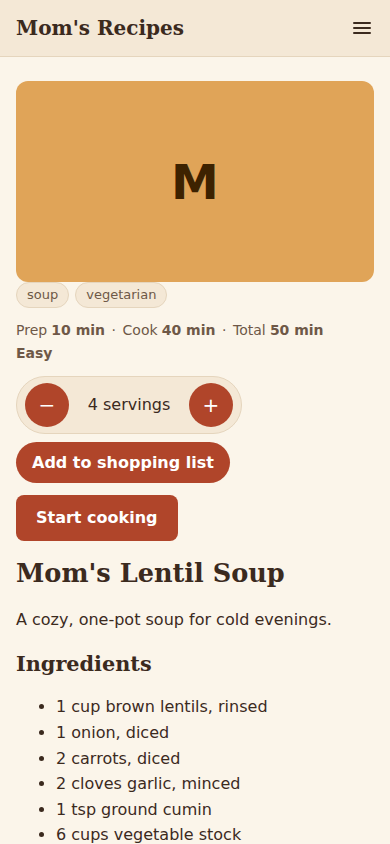 Mom's Recipes
M
soup vegetarian
Prep 10 min · Cook 40 min · Total 50 min
Easy
− 4 servings +
Add to shopping list
Start cooking
Mom's Lentil Soup
A cozy, one-pot soup for cold evenings.
Ingredients
• 1 cup brown lentils, rinsed
• 1 onion, diced
• 2 carrots, diced
• 2 cloves garlic, minced
• 1 tsp ground cumin
• 6 cups vegetable stock